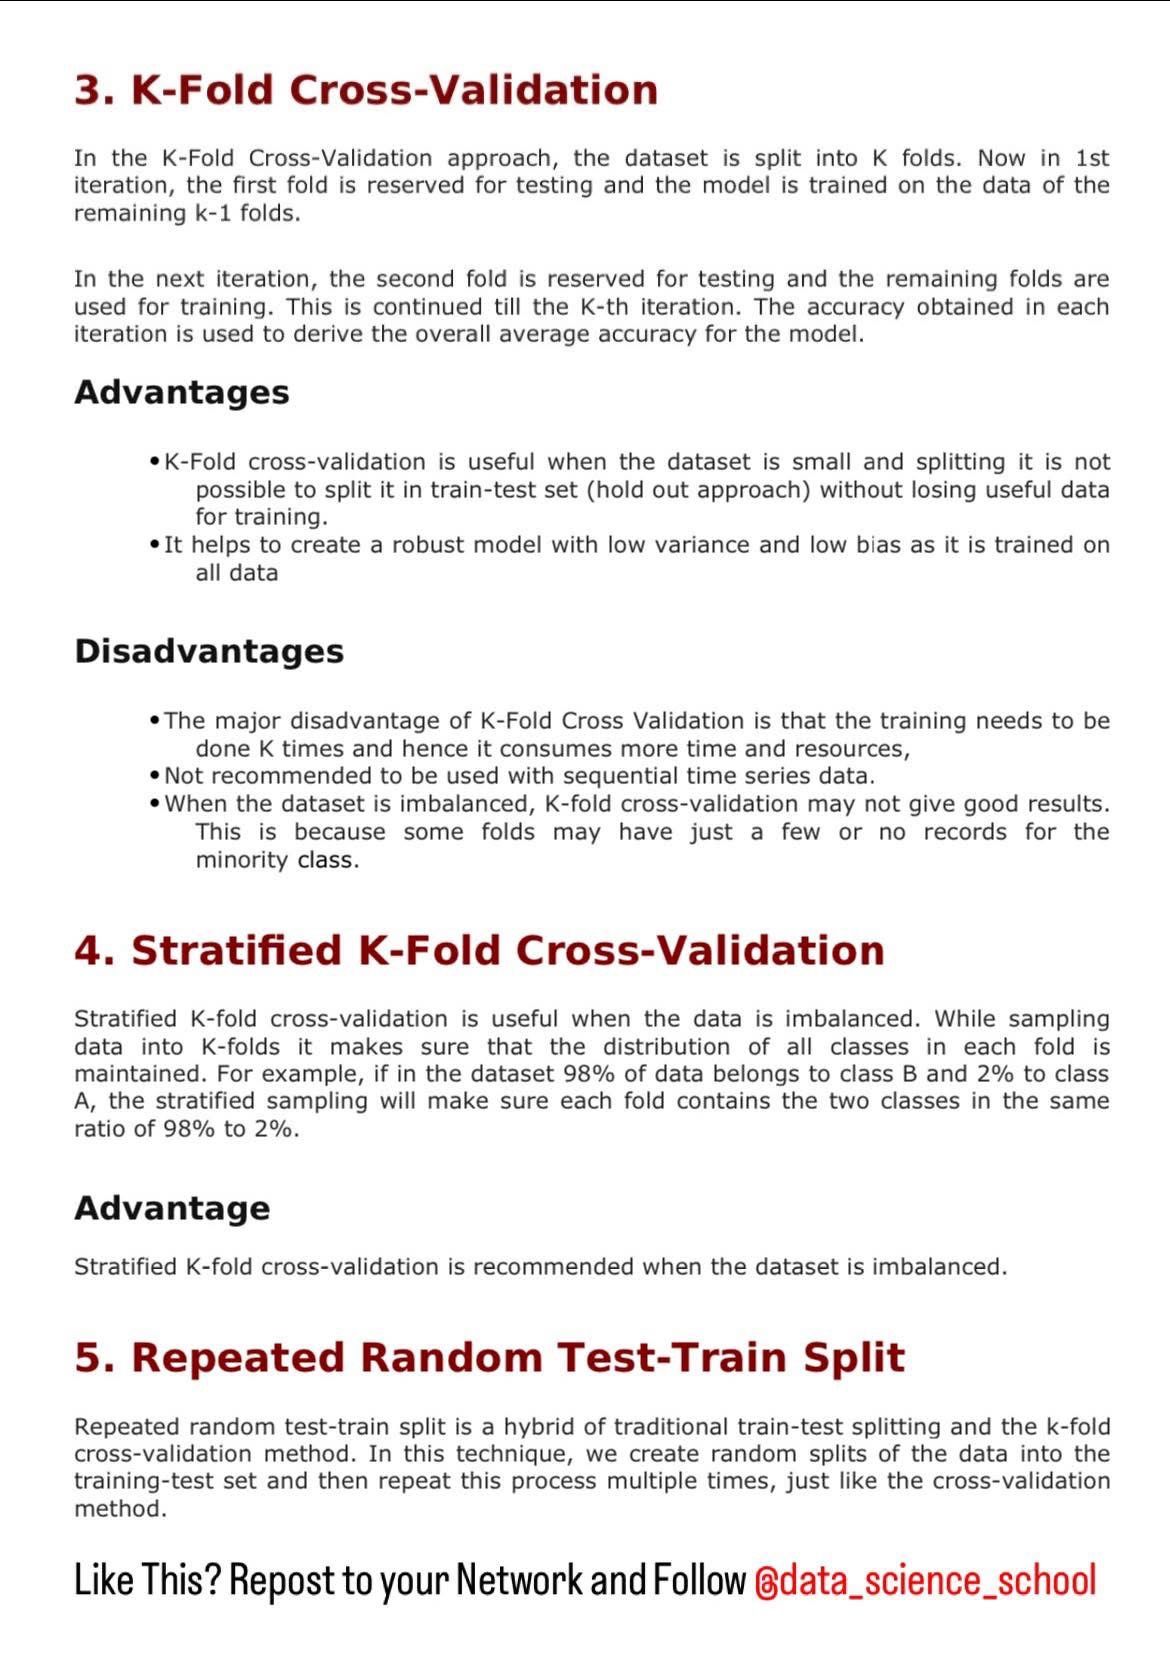 3. K-Fold Cross-Validation
In the K-Fold Cross-Validation approach, the dataset is split into K folds. Now in 1st
iteration, the first fold is reserved for testing and the model is trained on the data of the
remaining k-1 folds.
In the next iteration, the second fold is reserved for testing and the remaining folds are
used for training. This is continued till the K-th iteration. The accuracy obtained in each
iteration is used to derive the overall average accuracy for the model.
Advantages
•K-Fold cross-validation is useful when the dataset is small and splitting it is not
possible to split it in train-test set (hold out approach) without losing useful data
for training.
•It helps to create a robust model with low variance and low bias as it is trained on
all data
Disadvantages
•The major disadvantage of K-Fold Cross Validation is that the training needs to be
done K times and hence it consumes more time and resources,
•Not recommended to be used with sequential time series data.
•When the dataset is imbalanced, K-fold cross-validation may not give good results.
This is because some folds may have just a few or no records for the
minority class.
4. Stratified K-Fold Cross-Validation
Stratified K-fold cross-validation is useful when the data is imbalanced. While sampling
data into K-folds it makes sure that the distribution of all classes in each fold is
maintained. For example, if in the dataset 98% of data belongs to class B and 2% to class
A, the stratified sampling will make sure each fold contains the two classes in the same
ratio of 98% to 2%.
Advantage
Stratified K-fold cross-validation is recommended when the dataset is imbalanced.
5. Repeated Random Test-Train Split
Repeated random test-train split is a hybrid of traditional train-test splitting and the k-fold
cross-validation method. In this technique, we create random splits of the data into the
training-test set and then repeat this process multiple times, just like the cross-validation
method.
Like This? Repost to your Network and Follow @data_science_school